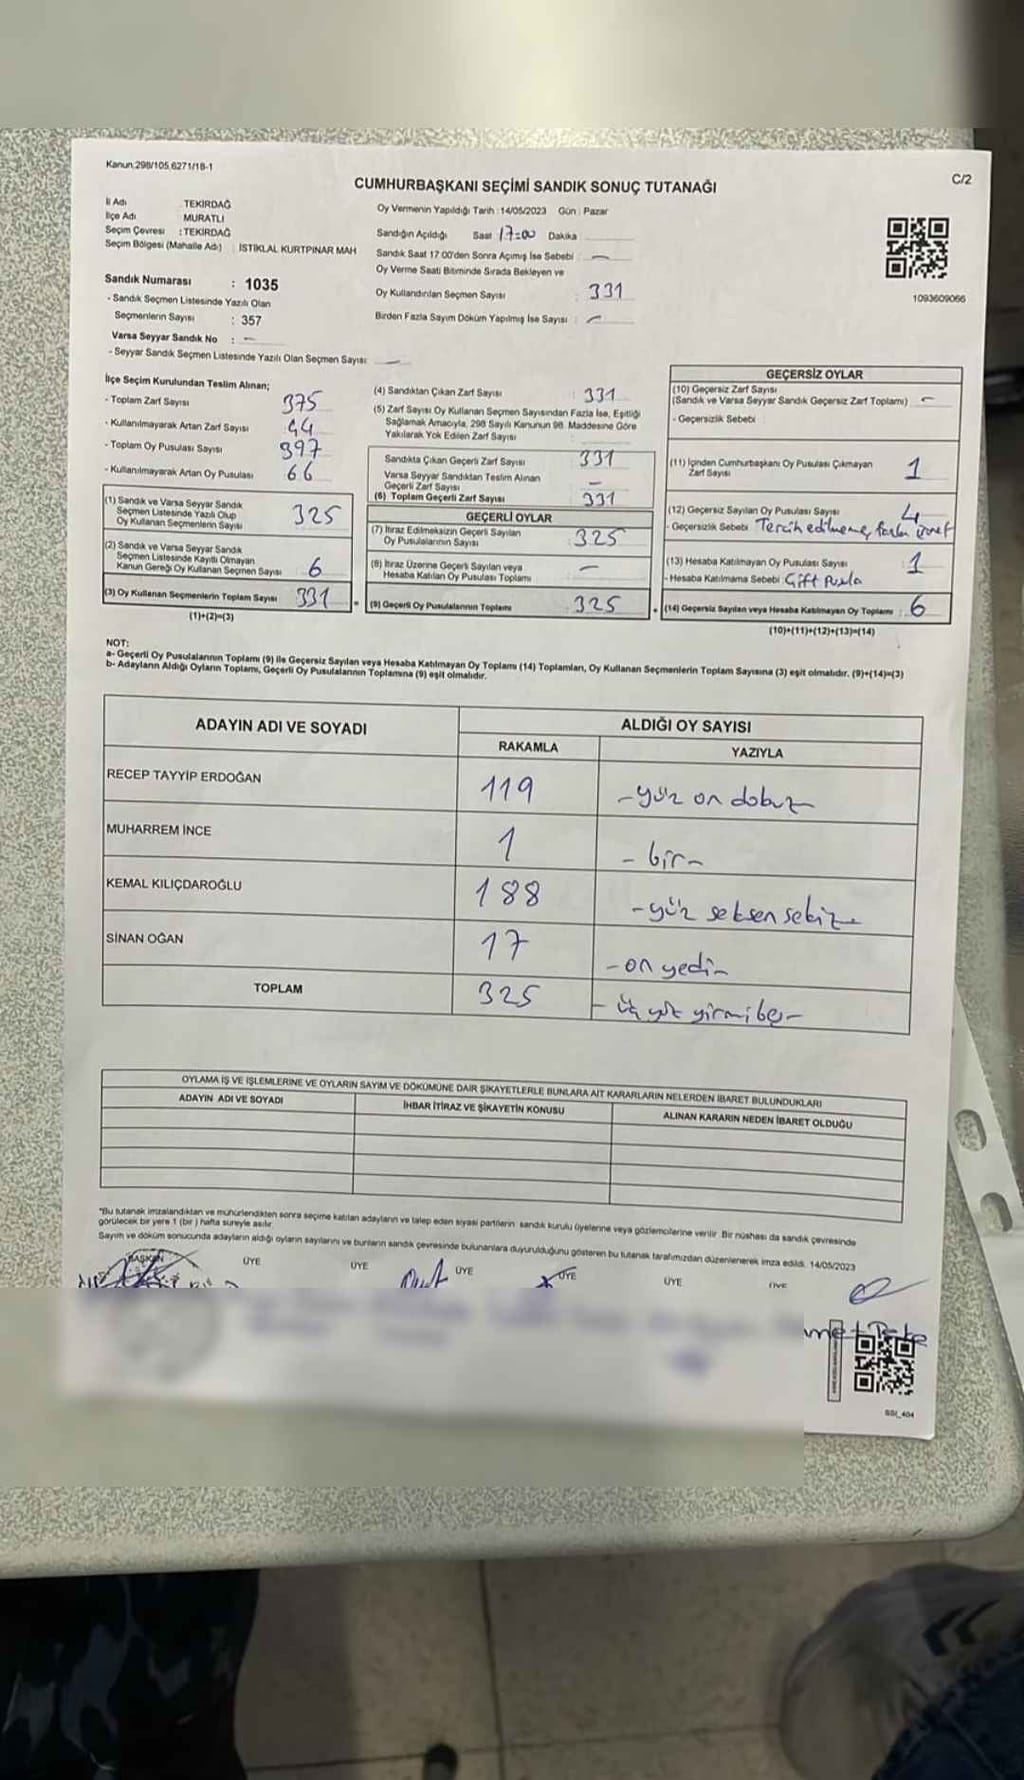 Kanun:298/105,6271/18-1
C/2
CUMHURBAŞKANI SEÇİMİ SANDIK SONUÇ TUTANAĞI
İl Adı TEKİRDAĞ
İlçe Adı MURATLI
Seçim Çevresi : TEKİRDAĞ
Seçim Bölgesi (Mahalle Adı) : İSTİKLAL KURTPINAR MAH
Sandık Numarası : 1035
- Sandık Seçmen Listesinde Yazılı Olan
Seçmenlerin Sayısı : 357
Varsa Seyyar Sandık No : -
- Seyyar Sandık Seçmen Listesinde Yazılı Olan Seçmen Sayısı: -
Oy Vermenin Yapıldığı Tarih : 14/05/2023 Gün : Pazar
Sandığın Açıldığı Saat 17:00 Dakika
Sandık Saat 17:00'den Sonra Açılmış İse Sebebi -
Oy Verme Saati Bitiminde Sırada Bekleyen ve
Oy Kullandırılan Seçmen Sayısı : 331
Birden Fazla Sayım Döküm Yapılmış İse Sayısı : -
1093609066
İlçe Seçim Kurulundan Teslim Alınan;
- Toplam Zarf Sayısı 375
- Kullanılmayarak Artan Zarf Sayısı 44
- Toplam Oy Pusulası Sayısı 397
- Kullanılmayarak Artan Oy Pusulası 66
(1) Sandık ve Varsa Seyyar Sandık
Seçmen Listesinde Yazılı Olup
Oy Kullanan Seçmenlerin Sayısı 325
(2) Sandık ve Varsa Seyyar Sandık
Seçmen Listesinde Kayıtlı Olmayan
Kanun Gereği Oy Kullanan Seçmen Sayısı 6
(3) Oy Kullanan Seçmenlerin Toplam Sayısı 331
(1)+(2)=(3)
(4) Sandıktan Çıkan Zarf Sayısı : 331
(5) Zarf Sayısı Oy Kullanan Seçmen Sayısından Fazla İse, Eşitliği
Sağlamak Amacıyla, 298 Sayılı Kanunun 98. Maddesine Göre
Yakılarak Yok Edilen Zarf Sayısı :
Sandıkta Çıkan Geçerli Zarf Sayısı : 331
Varsa Seyyar Sandıktan Teslim Alınan
Geçerli Zarf Sayısı : -
(6) Toplam Geçerli Zarf Sayısı : 331
GEÇERLİ OYLAR
(7) İtiraz Edilmeksizin Geçerli Sayılan
Oy Pusulalarının Sayısı : 325
(8) İtiraz Üzerine Geçerli Sayılan veya
Hesaba Katılan Oy Pusulası Toplamı : -
= (9) Geçerli Oy Pusulalarının Toplamı : 325
GEÇERSİZ OYLAR
(10) Geçersiz Zarf Sayısı
(Sandık ve Varsa Seyyar Sandık Geçersiz Zarf Toplamı) : -
- Geçersizlik Sebebi :
(11) İçinden Cumhurbaşkanı Oy Pusulası Çıkmayan
Zarf Sayısı : 1
(12) Geçersiz Sayılan Oy Pusulası Sayısı : 4
- Geçersizlik Sebebi Tercih edilmeme, fazla
(13) Hesaba Katılmayan Oy Pusulası Sayısı : 1
- Hesaba Katılmama Sebebi :
+ (14) Geçersiz Sayılan veya Hesaba Katılmayan Oy Toplamı : 6
(10)+(11)+(12)+(13)=(14)
NOT:
a- Geçerli Oy Pusulalarının Toplamı (9) ile Geçersiz Sayılan veya Hesaba Katılmayan Oy Toplamı (14) Toplamları, Oy Kullanan Seçmenlerin Toplam Sayısına (3) eşit olmalıdır. (9)+(14)=(3)
b- Adayların Aldığı Oyların Toplamı, Geçerli Oy Pusulalarının Toplamına (9) eşit olmalıdır.
ADAYIN ADI VE SOYADI ALDIĞI OY SAYISI
RAKAMLA YAZIYLA
RECEP TAYYİP ERDOĞAN 119 -yüz on dokuz-
MUHARREM İNCE 1 -bir-
KEMAL KILIÇDAROĞLU 188 -yüz seksen sekiz-
SİNAN OĞAN 17 -on yedi-
TOPLAM 325 -üç yüz yirmi beş-
OYLAMA İŞ VE İŞLEMLERİNE VE OYLARIN SAYIM VE DÖKÜMÜNE DAİR ŞİKAYETLERLE BUNLARA AİT KARARLARIN NELERDEN İBARET BULUNDUKLARI
ADAYIN ADI VE SOYADI İHBAR İTİRAZ VE ŞİKAYETİN KONUSU ALINAN KARARIN NEDEN İBARET OLDUĞU
*Bu tutanak imzalandıktan ve mühürlendikten sonra seçime katılan adayların ve talep eden siyasi partilerin sandık kurulu üyelerine veya gözlemcilerine verilir. Bir nüshası da sandık çevresinde
görülecek bir yere 1 (bir) hafta süreyle asılır.
Sayım ve döküm sonucunda adayların aldığı oyların sayılarını ve bunların sandık çevresinde bulunanlara duyurulduğunu gösteren bu tutanak tarafımızdan düzenlenerek imza edildi. 14/05/2023
BAŞKAN ÜYE ÜYE ÜYE ÜYE ÜYE ÜYE
SSI_404